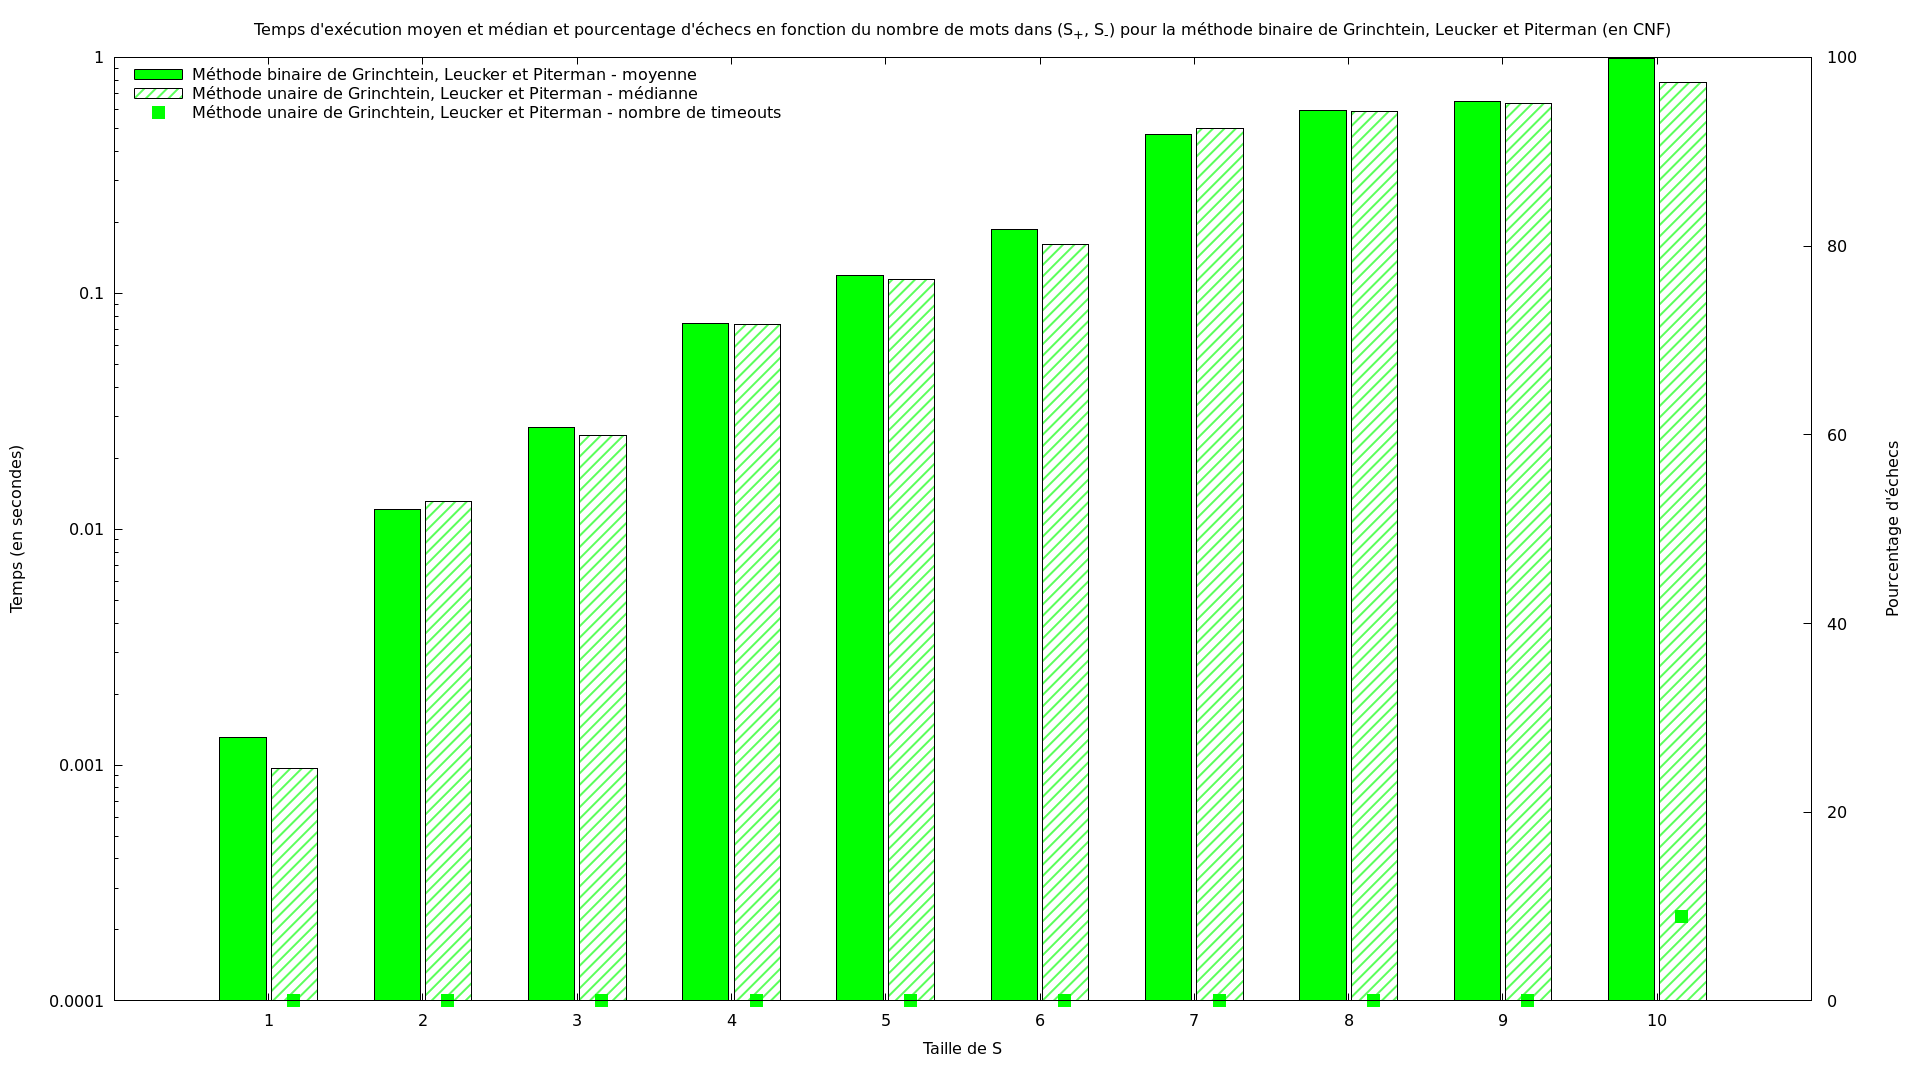 Temps d'exécution moyen et médian et pourcentage d'échecs en fonction du nombre de mots dans (S+, S-) pour la méthode binaire de Grinchtein, Leucker et Piterman (en CNF)
Méthode binaire de Grinchtein, Leucker et Piterman - moyenne
Méthode unaire de Grinchtein, Leucker et Piterman - médianne
Méthode unaire de Grinchtein, Leucker et Piterman - nombre de timeouts
Temps (en secondes)
1
0.1
0.01
0.001
0.0001
100
80
60
40
20
0
Pourcentage d'échecs
1 2 3 4 5 6 7 8 9 10
Taille de S